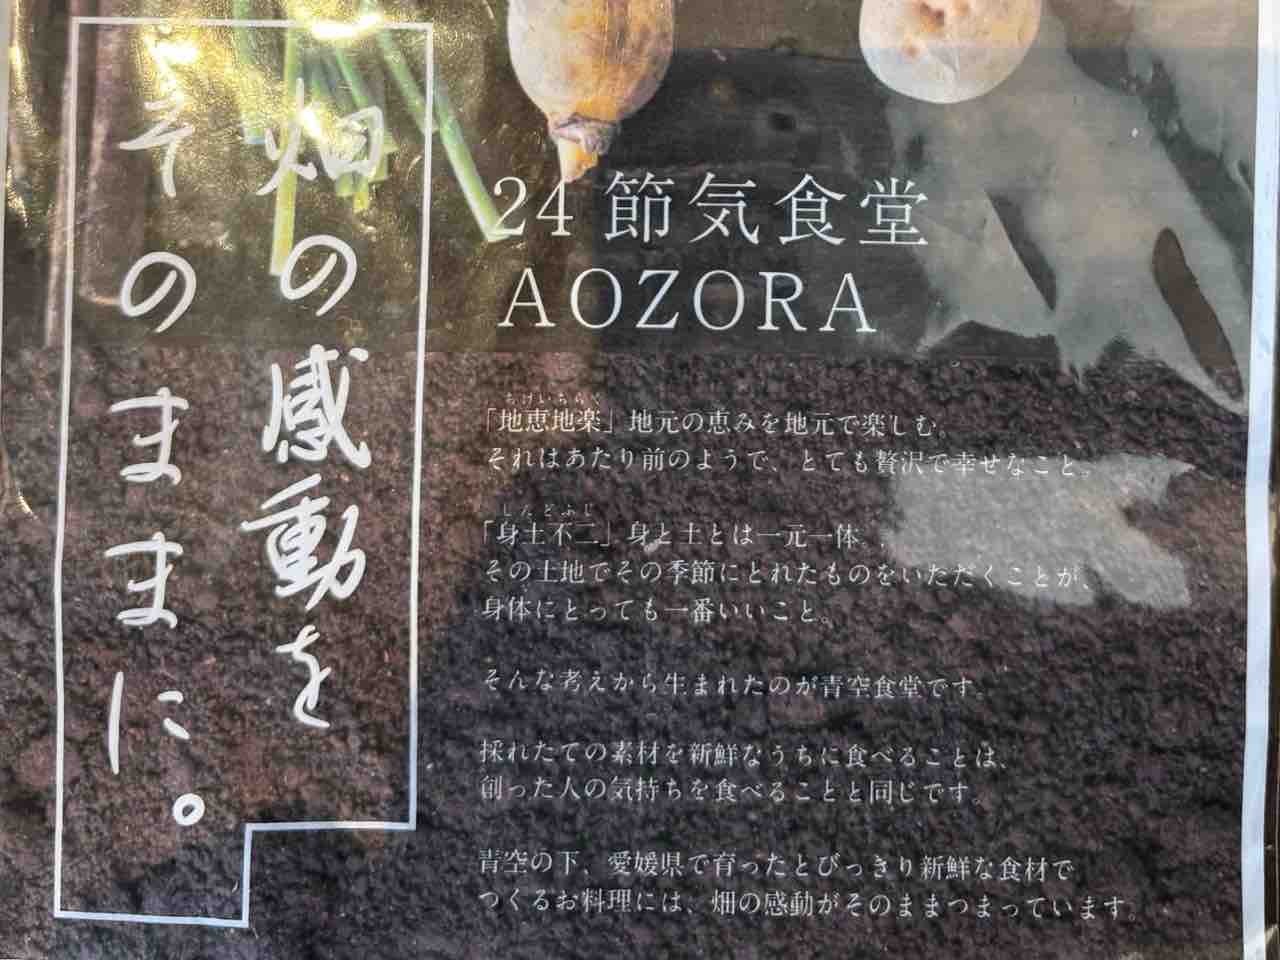 畑の感動を
そのままに。
24節気食堂
AOZORA
ちけいちらく
「地恵地楽」地元の恵みを地元で楽しむ。
それはあたり前のようで、とても贅沢で幸せなこと。
しんどふじ
「身土不二」身と土とは一元一体。
その土地でその季節にとれたものをいただくことが、
身体にとっても一番いいこと。
そんな考えから生まれたのが青空食堂です。
採れたての素材を新鮮なうちに食べることは、
創った人の気持ちを食べることと同じです。
青空の下、愛媛県で育ったとびっきり新鮮な食材で
つくるお料理には、畑の感動がそのままつまっています。